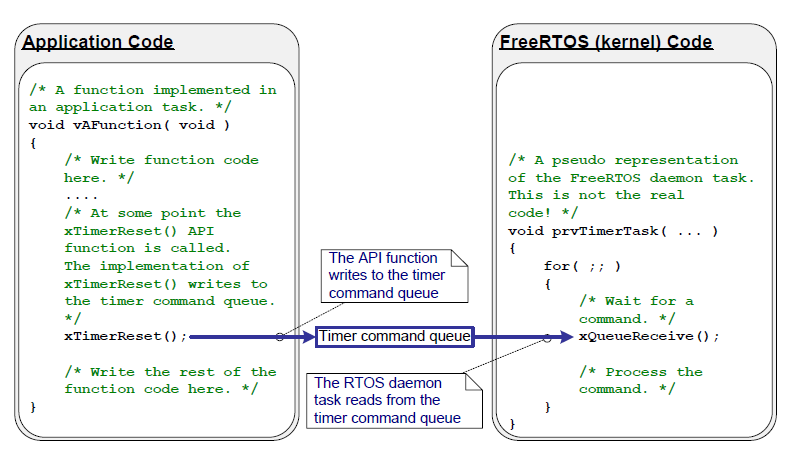 Application Code
/* A function implemented in
an application task. */
void vAFunction( void )
{
/* Write function code
here. */
....
/* At some point the
xTimerReset() API
function is called.
The implementation of
xTimerReset() writes to
the timer command queue.
*/
xTimerReset();
/* Write the rest of the
function code here. */
}
The API function
writes to the timer
command queue
Timer command queue
The RTOS daemon
task reads from the
timer command queue
FreeRTOS (kernel) Code
/* A pseudo representation
of the FreeRTOS daemon task.
This is not the real
code! */
void prvTimerTask( ... )
{
for( ;; )
{
/* Wait for a
command. */
xQueueReceive();
/* Process the
command. */
}
}